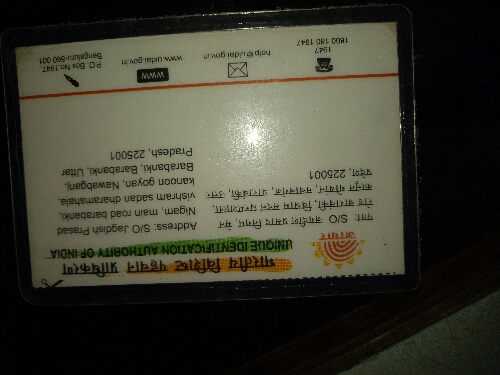 भारतीय विशिष्ट पहचान प्राधिकरण
UNIQUE IDENTIFICATION AUTHORITY OF INDIA
आधार
पता: S/O जगदीश प्रसाद निगम, मेन
रोड बाराबंकी, विश्राम सदन धरमशाला,
कानून गोयान, नवाबगंज, बाराबंकी, उत्तर
प्रदेश, 225001
Address: S/O Jagdish Prasad
Nigam, main road barabanki,
vishram sadan dharamshala,
kanoon goyan, Nawabganj,
Barabanki, Barabanki, Uttar
Pradesh, 225001
1947
1800 180 1947
help@uidai.gov.in
www
www.uidai.gov.in
P.O. Box No.1947
Bengaluru-560 001